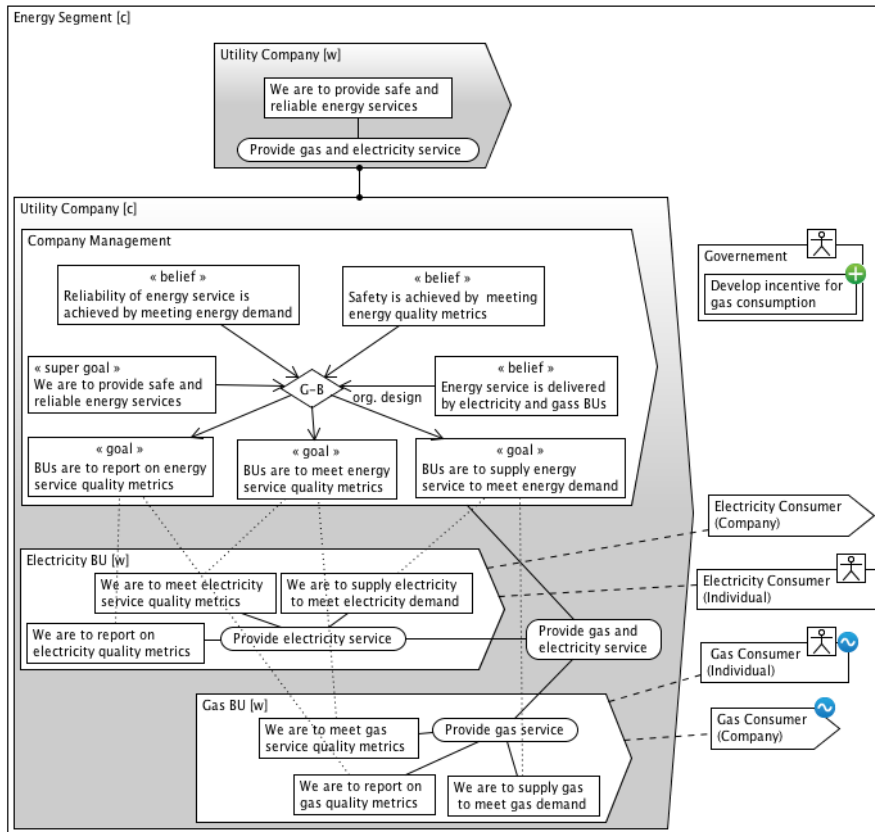 Energy Segment [c]
Utility Company [w]
We are to provide safe and
reliable energy services
Provide gas and electricity service
Utility Company [c]
Company Management
« belief »
Reliability of energy service is
achieved by meeting energy demand
« belief »
Safety is achieved by meeting
energy quality metrics
« super goal »
We are to provide safe and
reliable energy services
G-B
org. design
« belief »
Energy service is delivered
by electricity and gass BUs
« goal »
BUs are to report on energy
service quality metrics
« goal »
BUs are to meet energy
service quality metrics
« goal »
BUs are to supply energy
service to meet energy demand
Governement
Develop incentive for
gas consumption
Electricity BU [w]
We are to meet electricity
service quality metrics
We are to supply electricity
to meet electricity demand
We are to report on
electricity quality metrics
Provide electricity service
Provide gas and
electricity service
Electricity Consumer
(Company)
Electricity Consumer
(Individual)
Gas Consumer
(Individual)
Gas Consumer
(Company)
Gas BU [w]
We are to meet gas
service quality metrics
Provide gas service
We are to report on
gas quality metrics
We are to supply gas
to meet gas demand